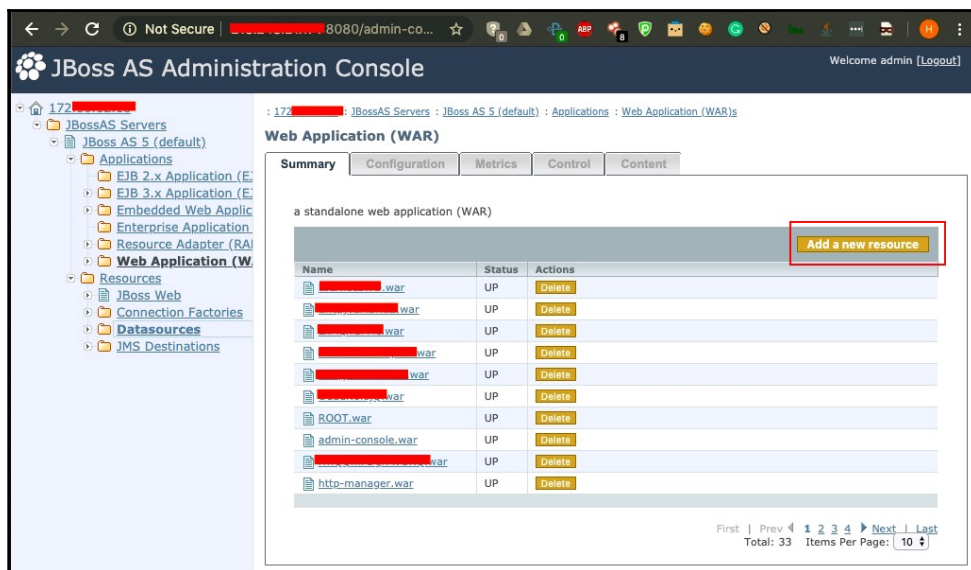 Not Secure
8080/admin-co...
0
ABP
0
8
H
JBoss AS Administration Console
Welcome admin [Logout]
172
JBossAS Servers
JBoss AS 5 (default)
Applications
EJB 2.x Application (E
EJB 3.x Application (E
Embedded Web Applic
Enterprise Application
Resource Adapter (RA
Web Application (W
Resources
JBoss Web
Connection Factories
Datasources
JMS Destinations
: 172 : JBossAS Servers : JBoss AS 5 (default) : Applications : Web Application (WAR)s
Web Application (WAR)
Summary Configuration Metrics Control Content
a standalone web application (WAR)
Add a new resource
Name Status Actions
.war UP Delete
war UP Delete
war UP Delete
war UP Delete
war UP Delete
war UP Delete
ROOT.war UP Delete
admin-console.war UP Delete
war UP Delete
http-manager.war UP Delete
First | Prev 1 2 3 4 Next | Last
Total: 33 Items Per Page: 10